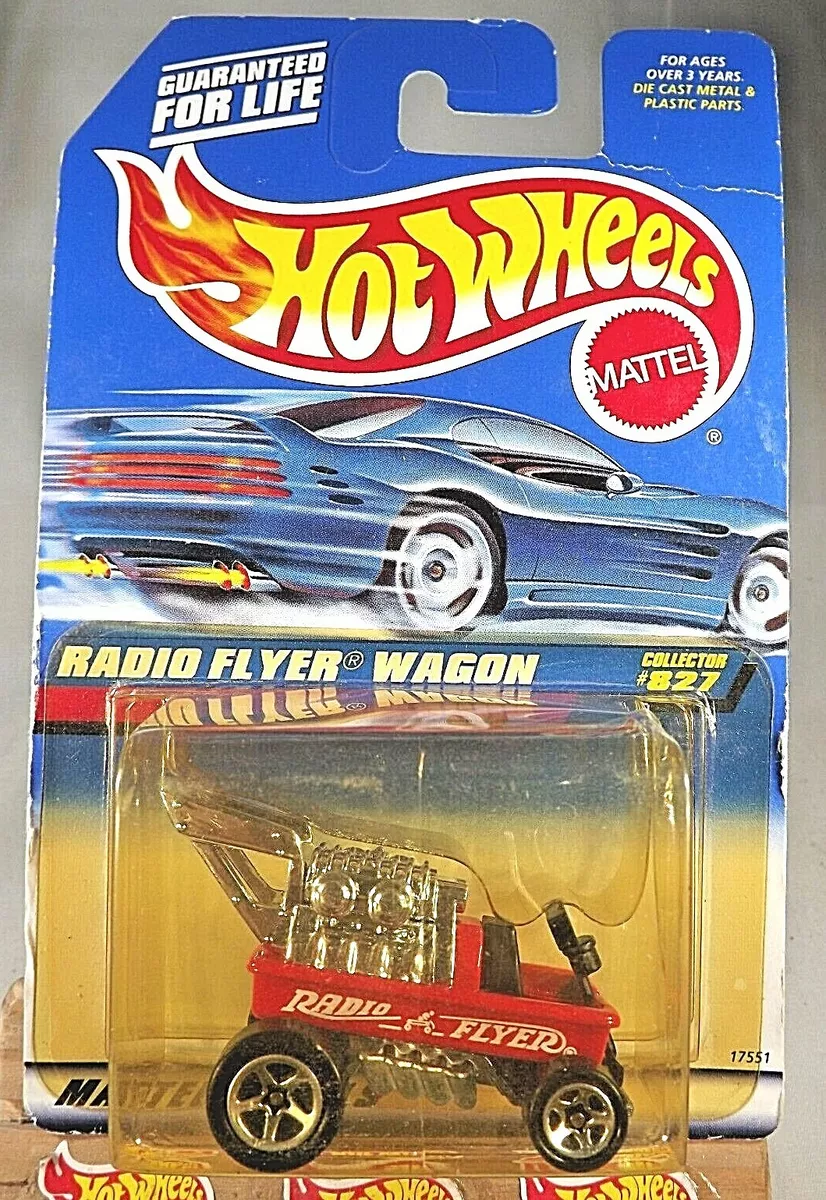 GUARANTEED
FOR LIFE
FOR AGES
OVER 3 YEARS.
DIE CAST METAL &
PLASTIC PARTS.
HOT WHEELS
MATTEL
®
RADIO FLYER® WAGON
COLLECTOR
#827
RADIO FLYER®
17551
HOT WHEELS
HOT WHEELS
HOT WHEELS